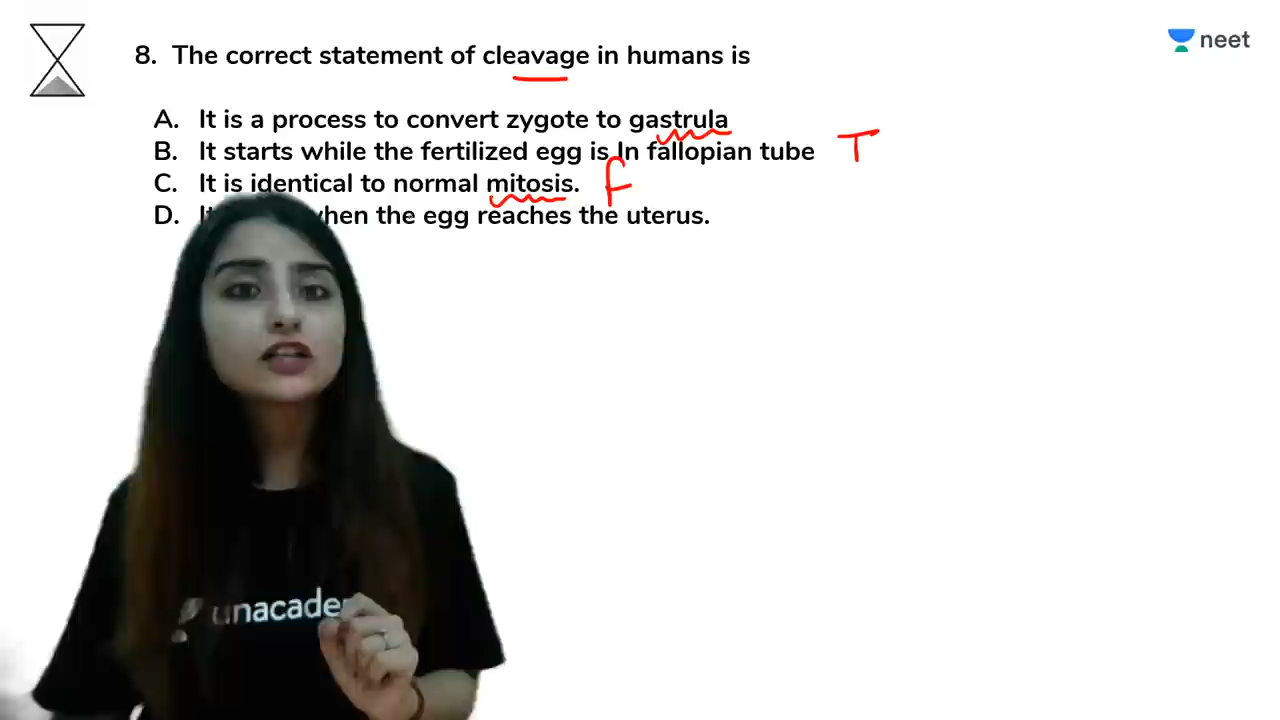 neet
8. The correct statement of cleavage in humans is
A. It is a process to convert zygote to gastrula
B. It starts while the fertilized egg is In fallopian tube T
C. It is identical to normal mitosis. F
D. when the egg reaches the uterus.
unacade